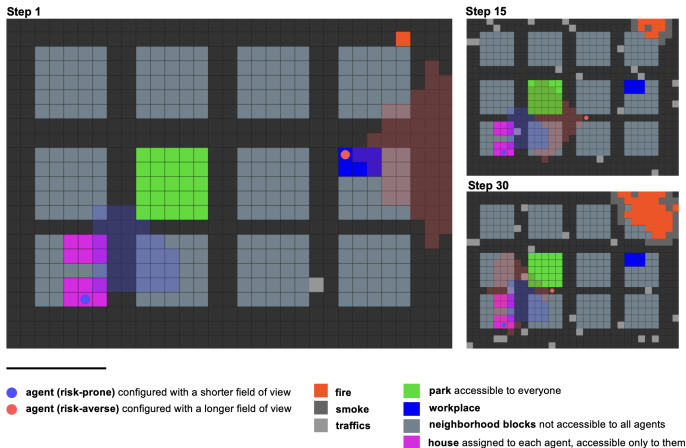 Step 1
Step 15
Step 30
agent (risk-prone) configured with a shorter field of view
agent (risk-averse) configured with a longer field of view
fire
smoke
traffics
park accessible to everyone
workplace
neighborhood blocks not accessible to all agents
house assigned to each agent, accessible only to them